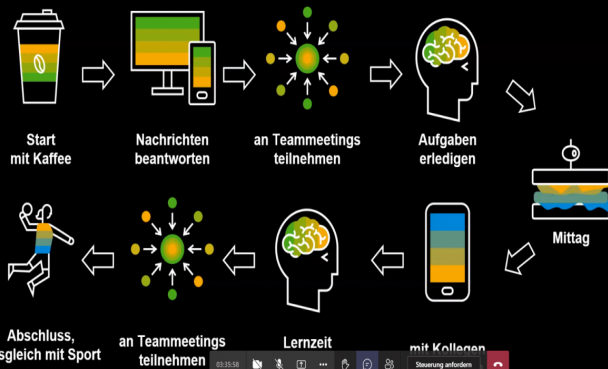 Start
mit Kaffee
Nachrichten
beantworten
an Teammeetings
teilnehmen
Aufgaben
erledigen
Mittag
mit Kollegen
Lernzeit
an Teammeetings
teilnehmen
Abschluss,
sgleich mit Sport
03:35:58
Steuerung anfordern